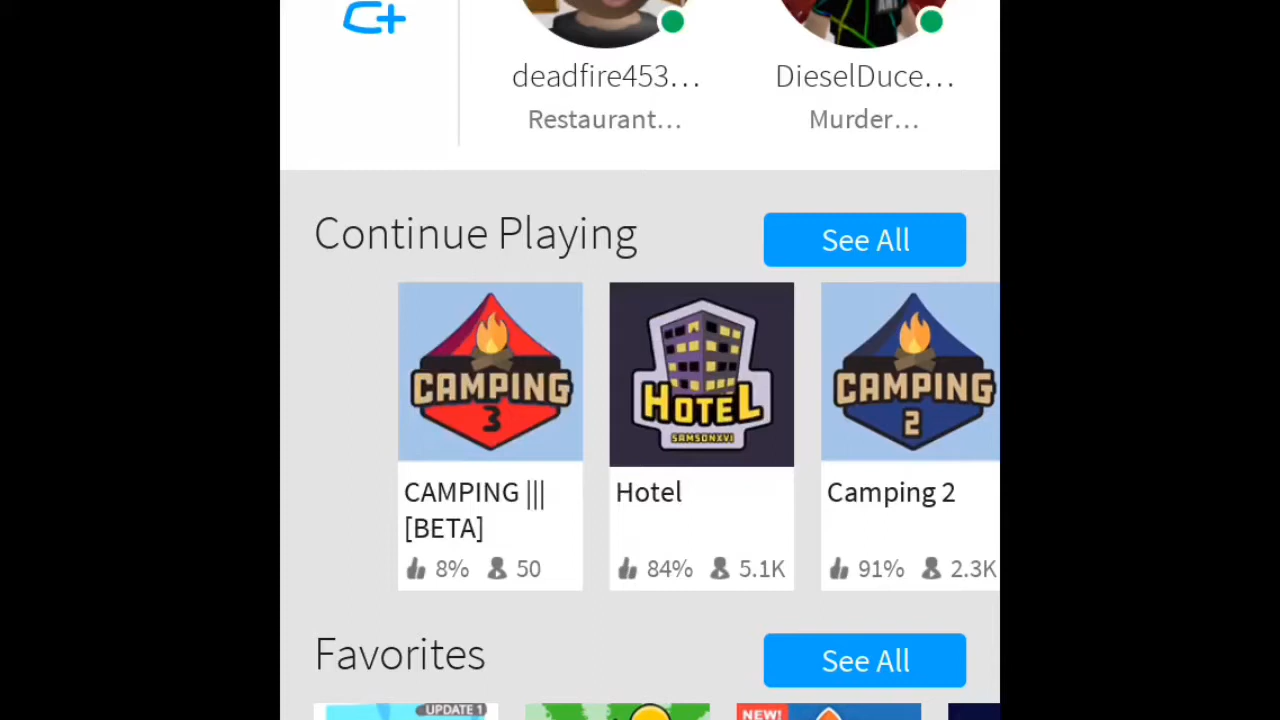 deadfire453...
DieselDuce...
Restaurant...
Murder...
Continue Playing
See All
CAMPING
3
HOTEL
SAMSONXVI
CAMPING
2
CAMPING |||
[BETA]
Hotel
Camping 2
8%
50
84%
5.1K
91%
2.3K
Favorites
See All
UPDATE 1
NEW!